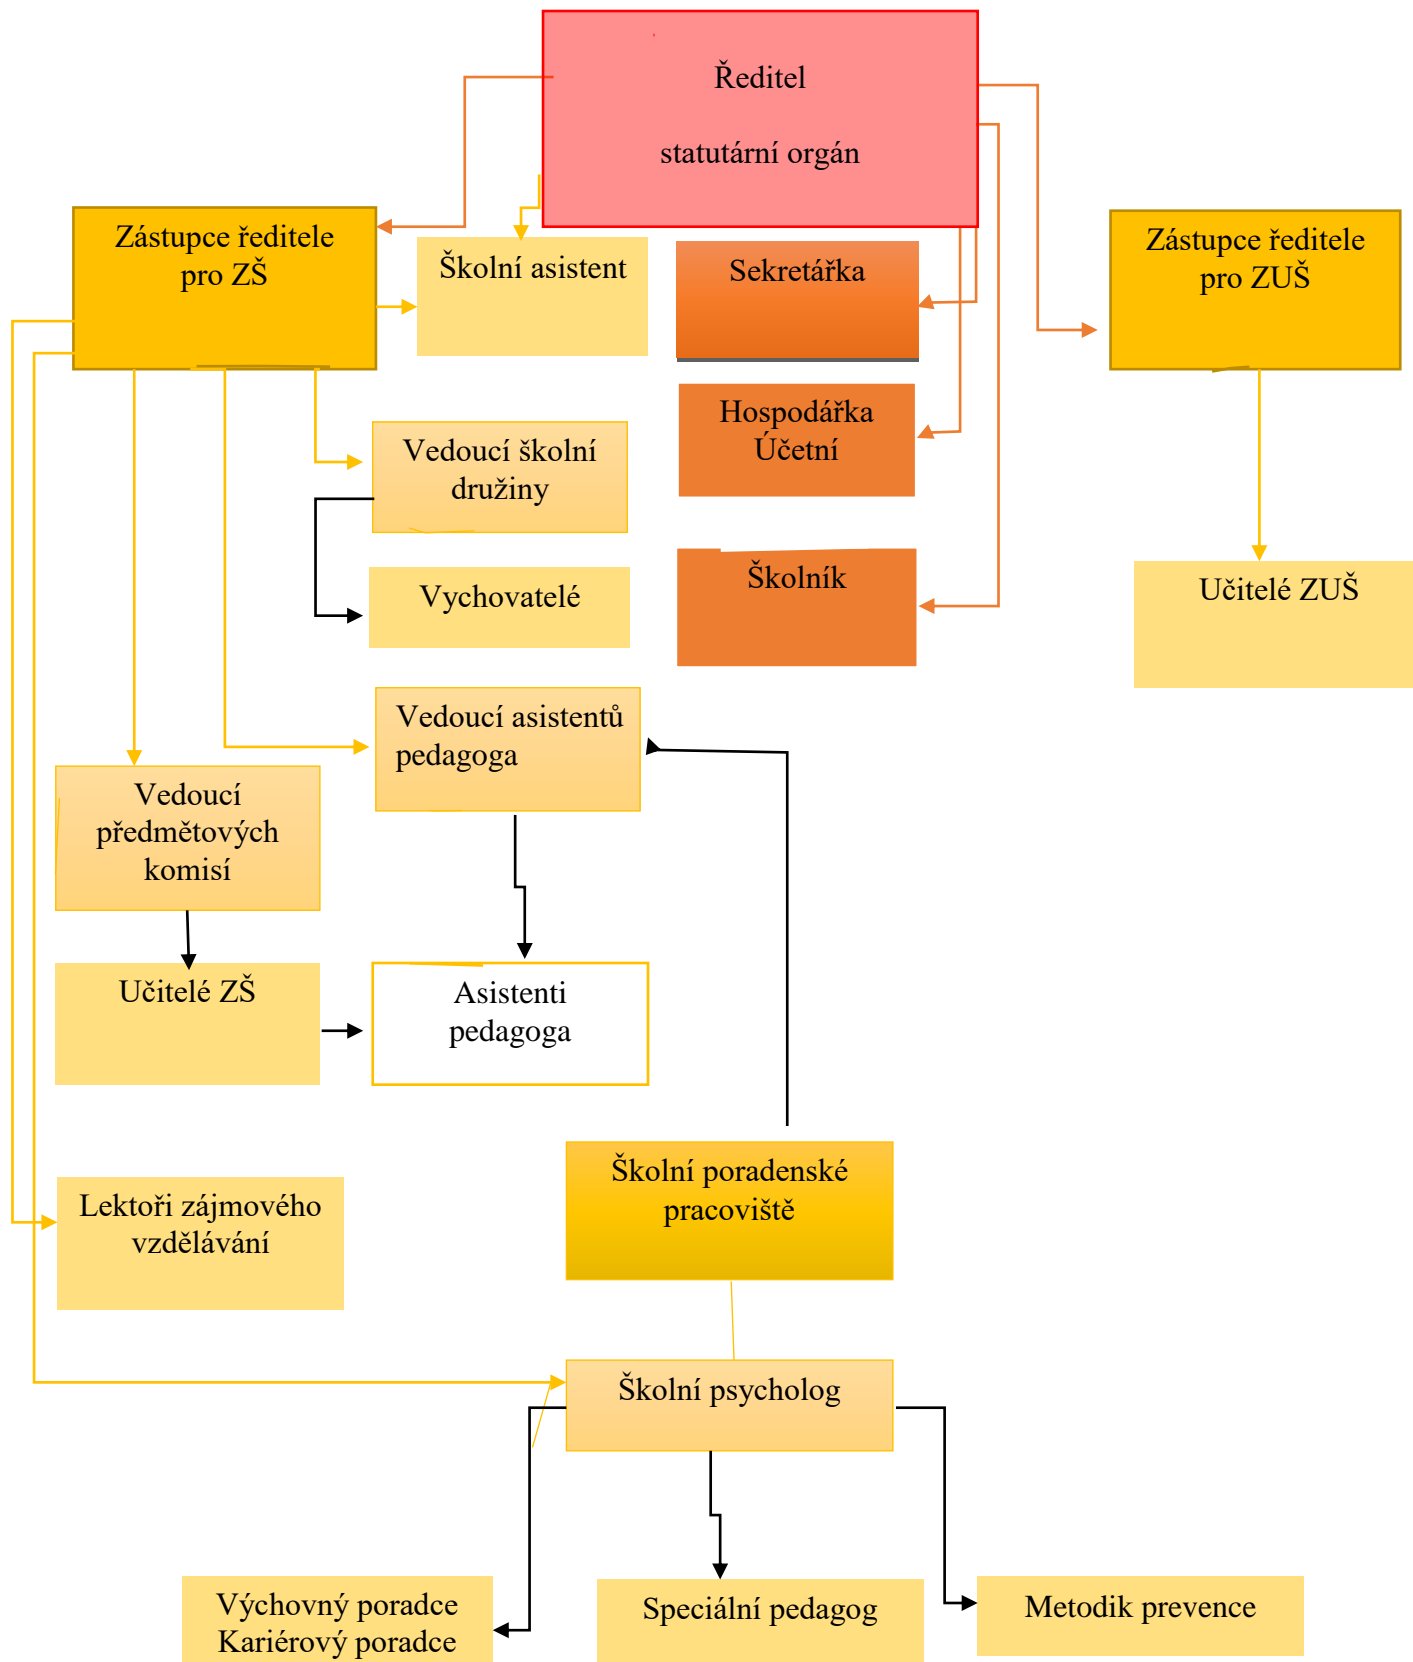 Ředitel
statutární orgán
Zástupce ředitele
pro ZŠ
Školní asistent
Sekretářka
Zástupce ředitele
pro ZUŠ
Hospodářka
Účetní
Vedoucí školní
družiny
Školník
Vychovatelé
Učitelé ZUŠ
Vedoucí asistentů
pedagoga
Vedoucí
předmětových
komisí
Učitelé ZŠ
Asistenti
pedagoga
Školní poradenské
pracoviště
Lektoři zájmového
vzdělávání
Školní psycholog
Výchovný poradce
Kariérový poradce
Speciální pedagog
Metodik prevence